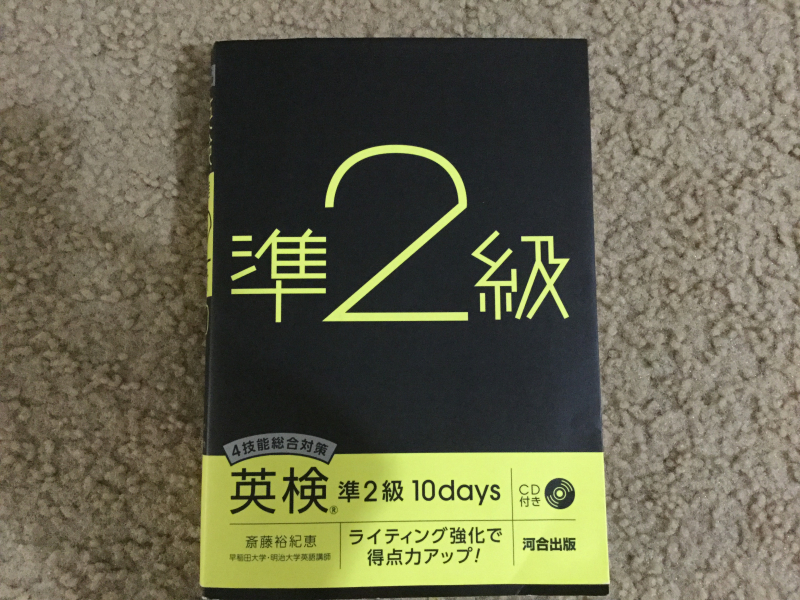 準2級
4技能総合対策
英検® 準2級 10days
CD付き
斎藤裕紀恵
早稲田大学・明治大学英語講師
ライティング強化で
得点力アップ!
河合出版